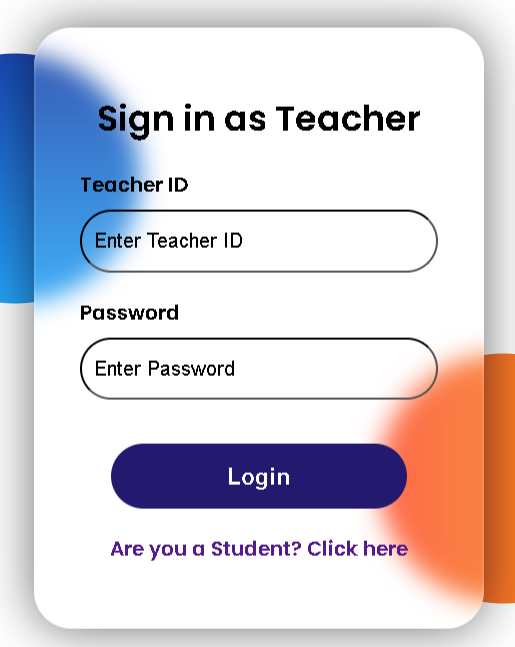 Sign in as Teacher
Teacher ID
Enter Teacher ID
Password
Enter Password
Login
Are you a Student? Click here